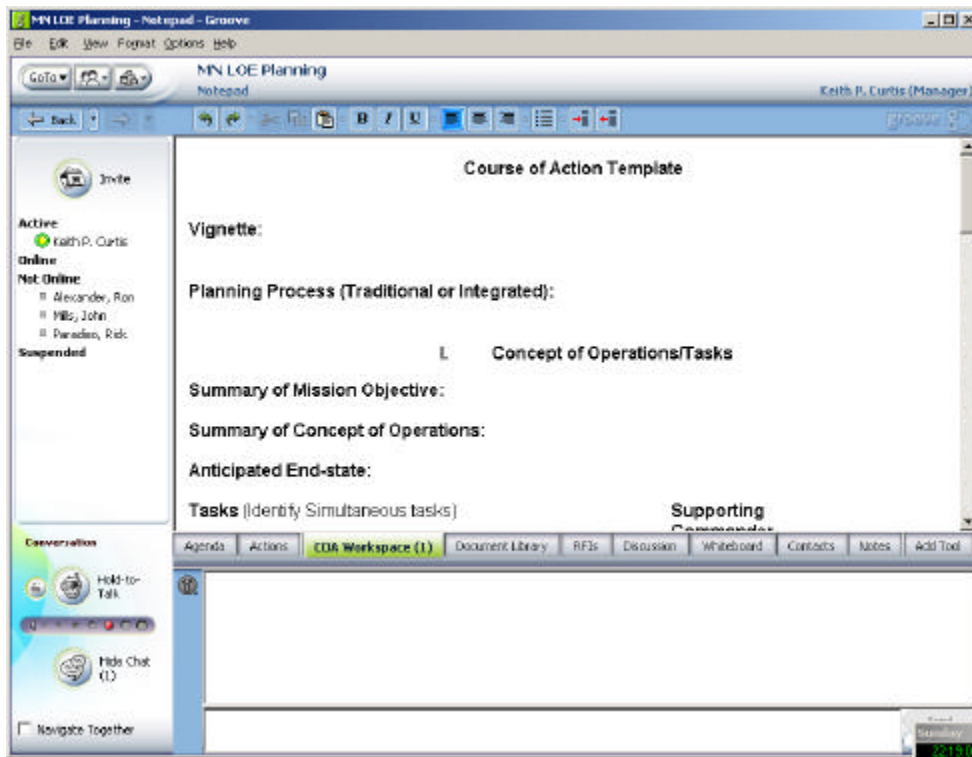 MN LOE Planning - Notepad - Groove
File Edit View Format Options Help
GoTo
MN LOE Planning
Notepad
Keith P. Curtis (Manager)
Back
B I U
groove
Invite
Active
Keith P. Curtis
Online
Not Online
Alexander, Ron
Mills, John
Paradiso, Rick
Suspended
Course of Action Template
Vignette:
Planning Process (Traditional or Integrated):
I. Concept of Operations/Tasks
Summary of Mission Objective:
Summary of Concept of Operations:
Anticipated End-state:
Tasks (Identify Simultaneous tasks) Supporting
Commander
Agenda Actions COA Workspace (1) Document Library RFIs Discussion Whiteboard Contacts Notes Add Tool
Conversation
Hold-to-
Talk
Hide Chat
(1)
Navigate Together
Send
Sunday